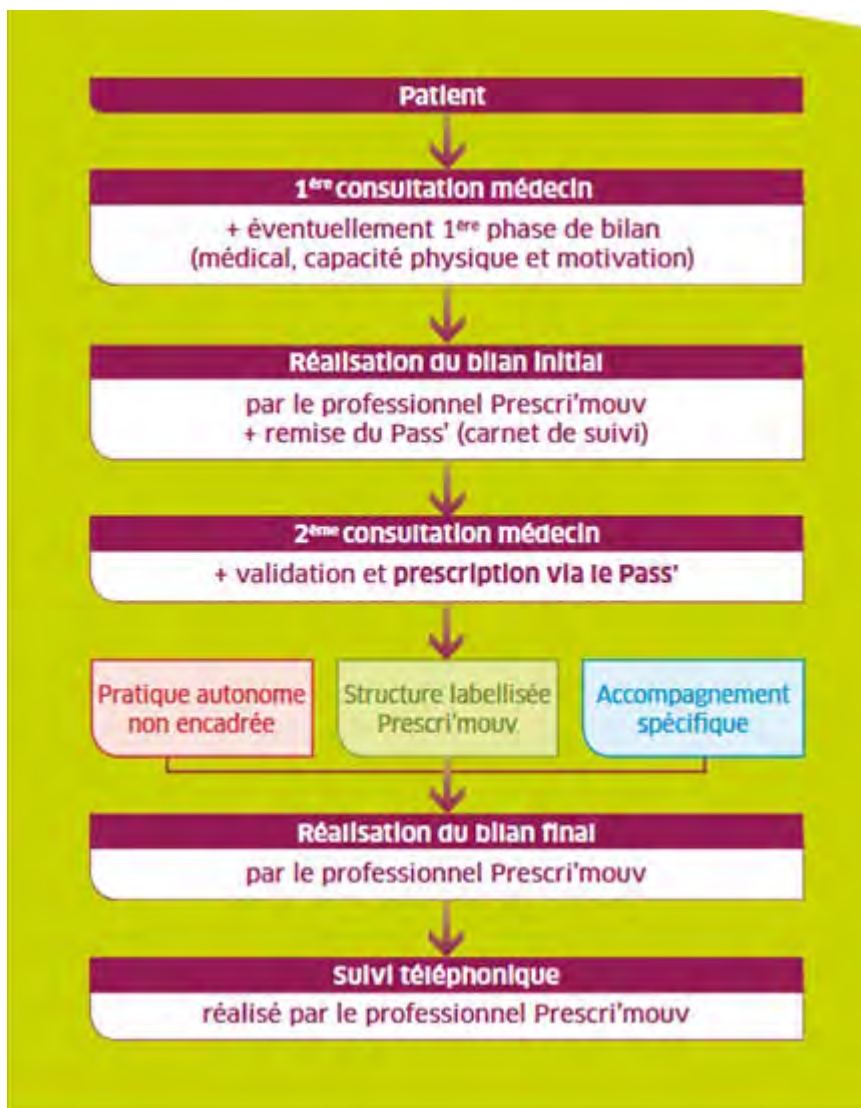 Patient
1ère consultation médecin
+ éventuellement 1ère phase de bilan
(médical, capacité physique et motivation)
Réalisation du bilan initial
par le professionnel Prescri'mouv
+ remise du Pass' (carnet de suivi)
2ème consultation médecin
+ validation et prescription via le Pass'
Pratique autonome
non encadrée
Structure labellisée
Prescri'mouv
Accompagnement
spécifique
Réalisation du bilan final
par le professionnel Prescri'mouv
Suivi téléphonique
réalisé par le professionnel Prescri'mouv